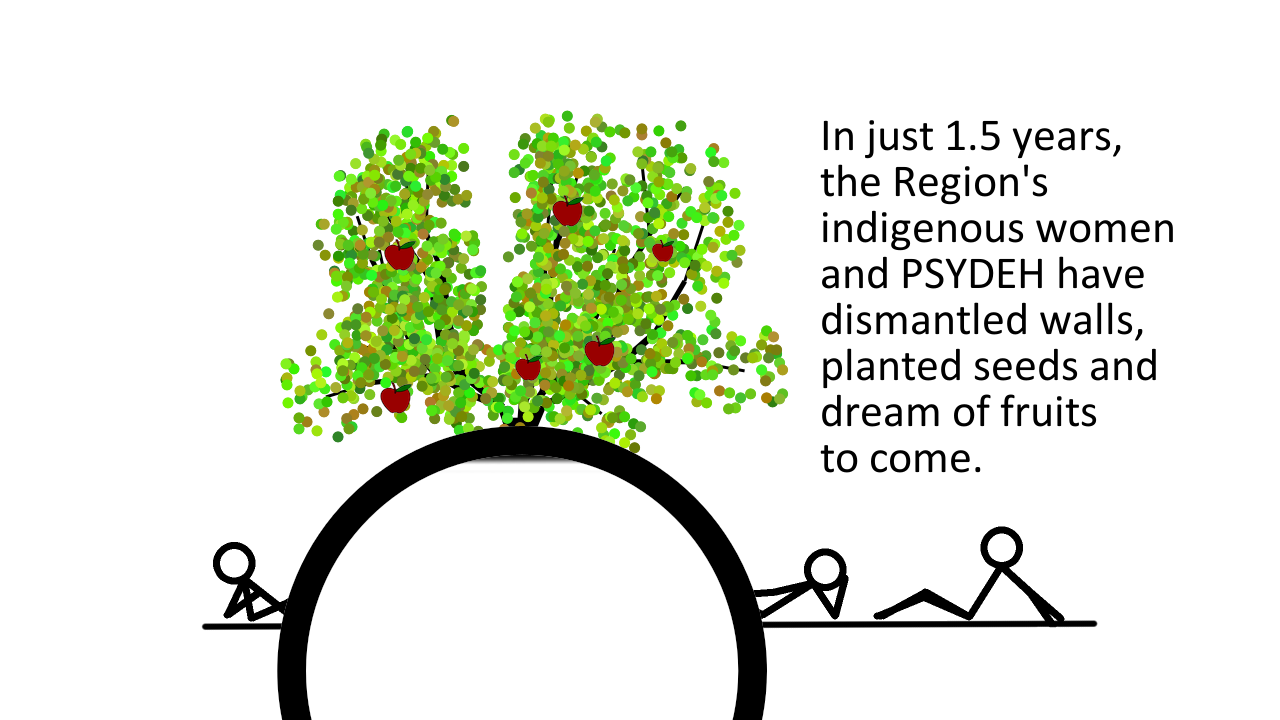 In just 1.5 years,
the Region's
indigenous women
and PSYDEH have
dismantled walls,
planted seeds and
dream of fruits
to come.